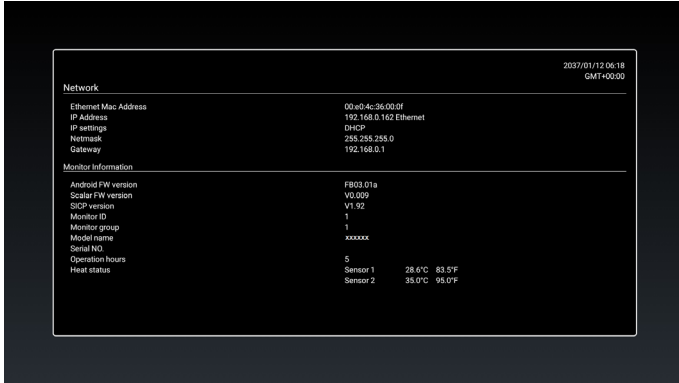 2037/01/12 06:18
GMT+00:00
Network
Ethernet Mac Address 00:e0:4c:36:00:0f
IP Address 192.168.0.162 Ethernet
IP settings DHCP
Netmask 255.255.255.0
Gateway 192.168.0.1
Monitor Information
Android FW version FB03.01a
Scalar FW version V0.009
SICP version V1.92
Monitor ID 1
Monitor group 1
Model name xxxxxx
Serial NO.
Operation hours 5
Heat status Sensor 1 28.6°C 83.5°F
Sensor 2 35.0°C 95.0°F